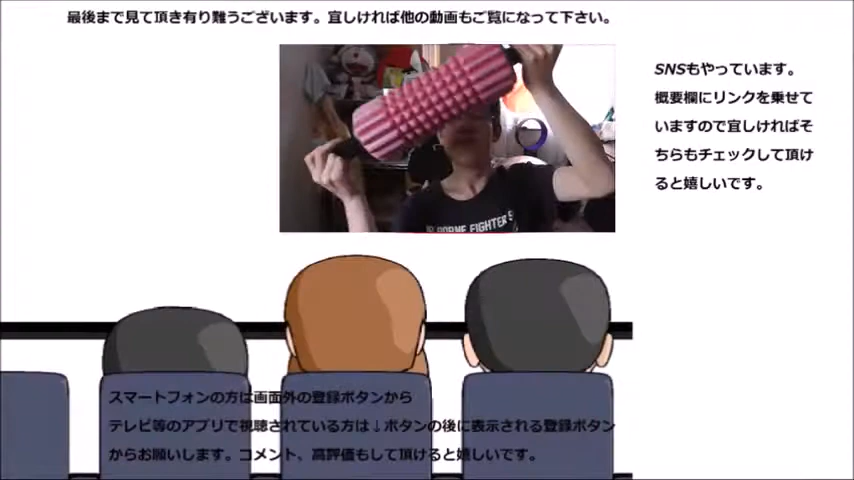 最後まで見て頂き有り難うございます。宜しければ他の動画もご覧になって下さい。
SNSもやっています。
概要欄にリンクを乗せて
いますので宜しければそ
ちらもチェックして頂け
ると嬉しいです。
BORNE FIGHTER S
スマートフォンの方は画面外の登録ボタンから
テレビ等のアプリで視聴されている方は↓ボタンの後に表示される登録ボタン
からお願いします。コメント、高評価もして頂けると嬉しいです。